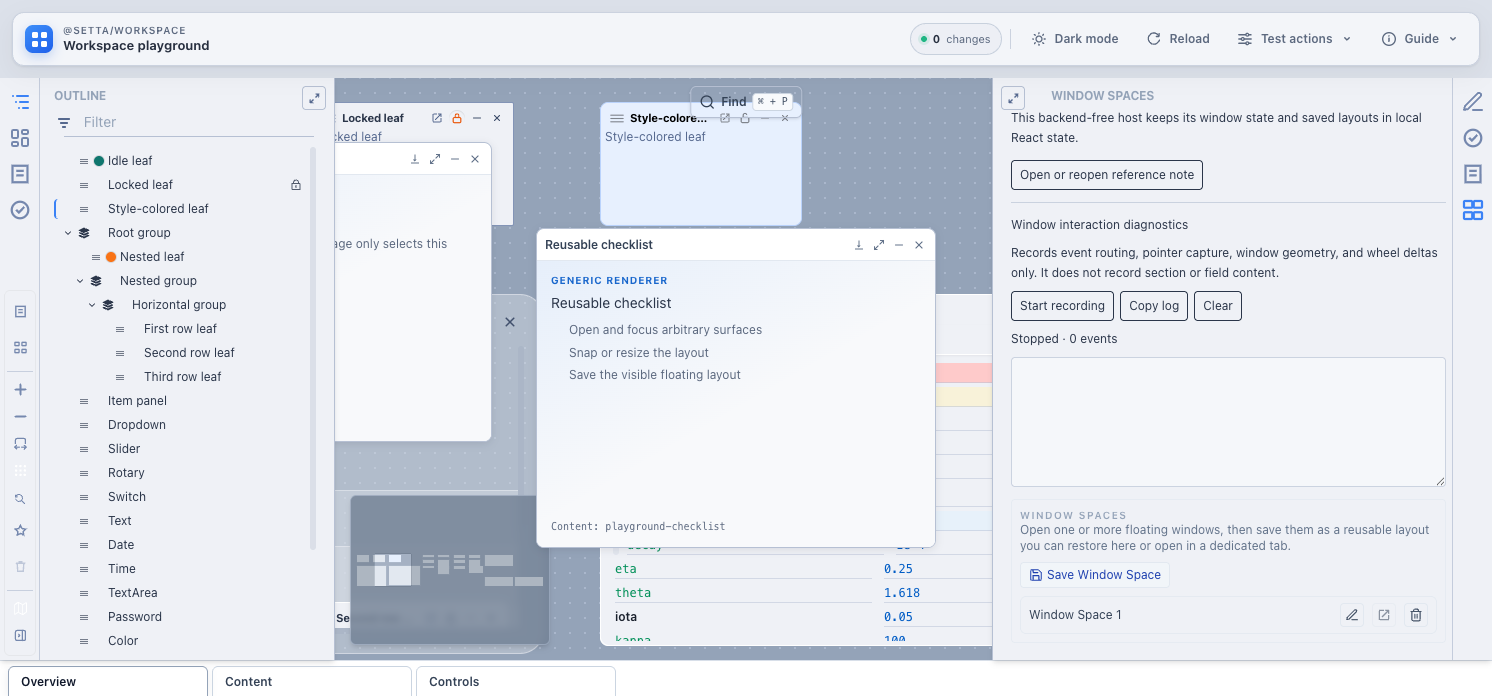 @SETTA/WORKSPACE
Workspace playground
0 changes
Dark mode
Reload
Test actions
Guide
OUTLINE
Filter
Idle leaf
Locked leaf
Style-colored leaf
Root group
Nested leaf
Nested group
Horizontal group
First row leaf
Second row leaf
Third row leaf
Item panel
Dropdown
Slider
Rotary
Switch
Text
Date
Time
TextArea
Password
Color
Locked leaf
cked leaf
age only selects this
Find
⌘ + P
Style-colore...
Style-colored leaf
Reusable checklist
GENERIC RENDERER
Reusable checklist
Open and focus arbitrary surfaces
Snap or resize the layout
Save the visible floating layout
Content: playground-checklist
eta
0.25
theta
1.618
iota
0.05
kappa
100
WINDOW SPACES
This backend-free host keeps its window state and saved layouts in local
React state.
Open or reopen reference note
Window interaction diagnostics
Records event routing, pointer capture, window geometry, and wheel deltas
only. It does not record section or field content.
Start recording
Copy log
Clear
Stopped · 0 events
WINDOW SPACES
Open one or more floating windows, then save them as a reusable layout
you can restore here or open in a dedicated tab.
Save Window Space
Window Space 1
Overview
Content
Controls